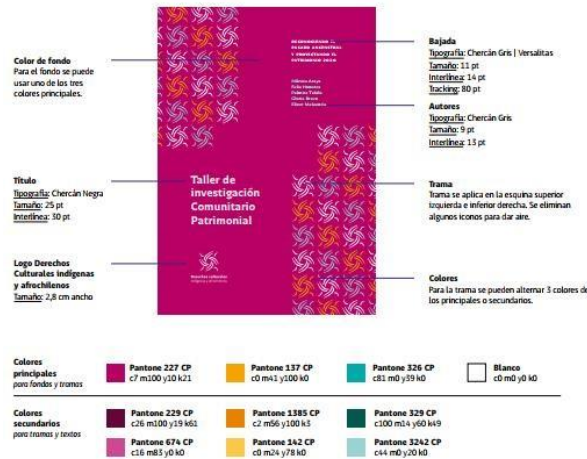 Color de fondo
Para el fondo se puede
usar uno de los tres
colores principales.
Título
Tipografía: Chercán Negra
Tamaño: 25 pt
Interlínea: 30 pt
Logo Derechos
Culturales indígenas
y afrochilenos
Tamaño: 2,8 cm ancho
PATRIMONIO
Taller de
investigación
Comunitario
Patrimonial
Bajada
Tipografía: Chercán Gris | Versalitas
Tamaño: 11 pt
Interlínea: 14 pt
Tracking: 80 pt
Autores
Tipografía: Chercán Gris
Tamaño: 9 pt
Interlínea: 13 pt
Trama
Trama se aplica en la esquina superior
izquierda e inferior derecha. Se eliminan
algunos iconos para dar aire.
Colores
Para la trama se pueden alternar 3 colores de
los principales o secundarios.
Colores
principales
para fondos y tramas
Pantone 227 CP
c7 m100 y10 k21
Pantone 137 CP
c0 m41 y100 k0
Pantone 326 CP
c81 m0 y39 k0
Blanco
c0 m0 y0 k0
Colores
secundarios
para tramas y textos
Pantone 229 CP
c26 m100 y19 k61
Pantone 1385 CP
c2 m56 y100 k3
Pantone 329 CP
c100 m14 y60 k49
Pantone 674 CP
c16 m83 y0 k0
Pantone 142 CP
c0 m24 y78 k0
Pantone 3242 CP
c44 m0 y20 k0